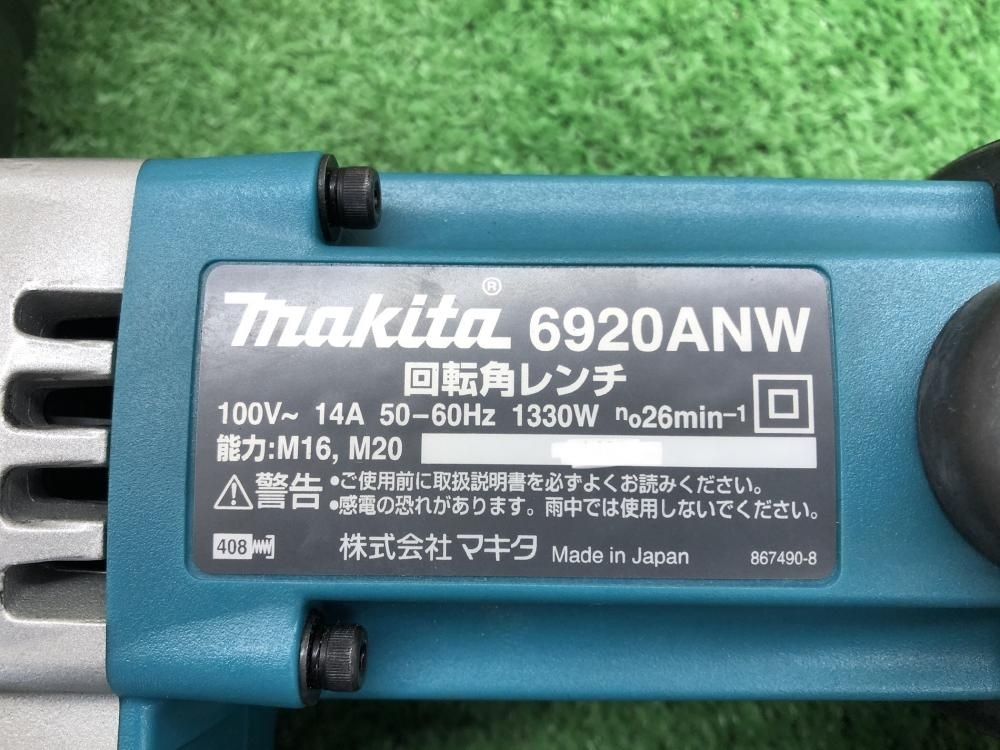 makita® 6920ANW
回転角レンチ
100V~ 14A 50-60Hz 1330W n₀26min⁻¹
能力:M16, M20
⚠警告 •ご使用前に取扱説明書を必ずよくお読みください。
•感電の恐れがあります。雨中では使用しないでください。
408 株式会社 マキタ Made in Japan 867490-8